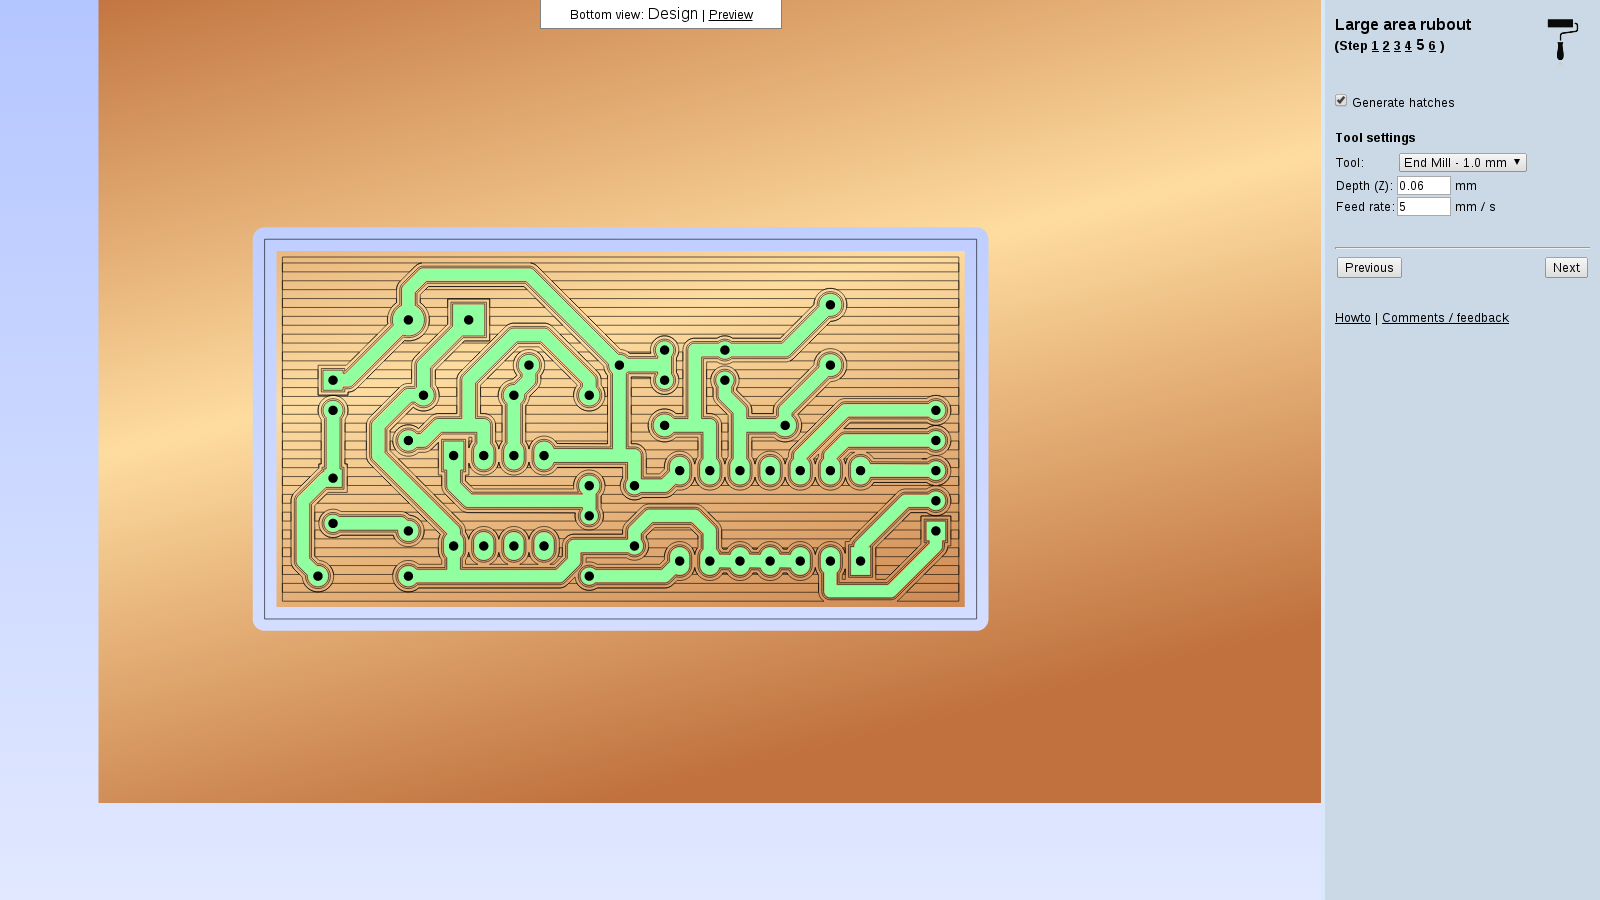 Bottom view: Design | Preview
Large area rubout
(Step 1 2 3 4 5 6 )
Generate hatches
Tool settings
Tool: End Mill - 1.0 mm
Depth (Z): 0.06 mm
Feed rate: 5 mm / s
Previous Next
Howto | Comments / feedback